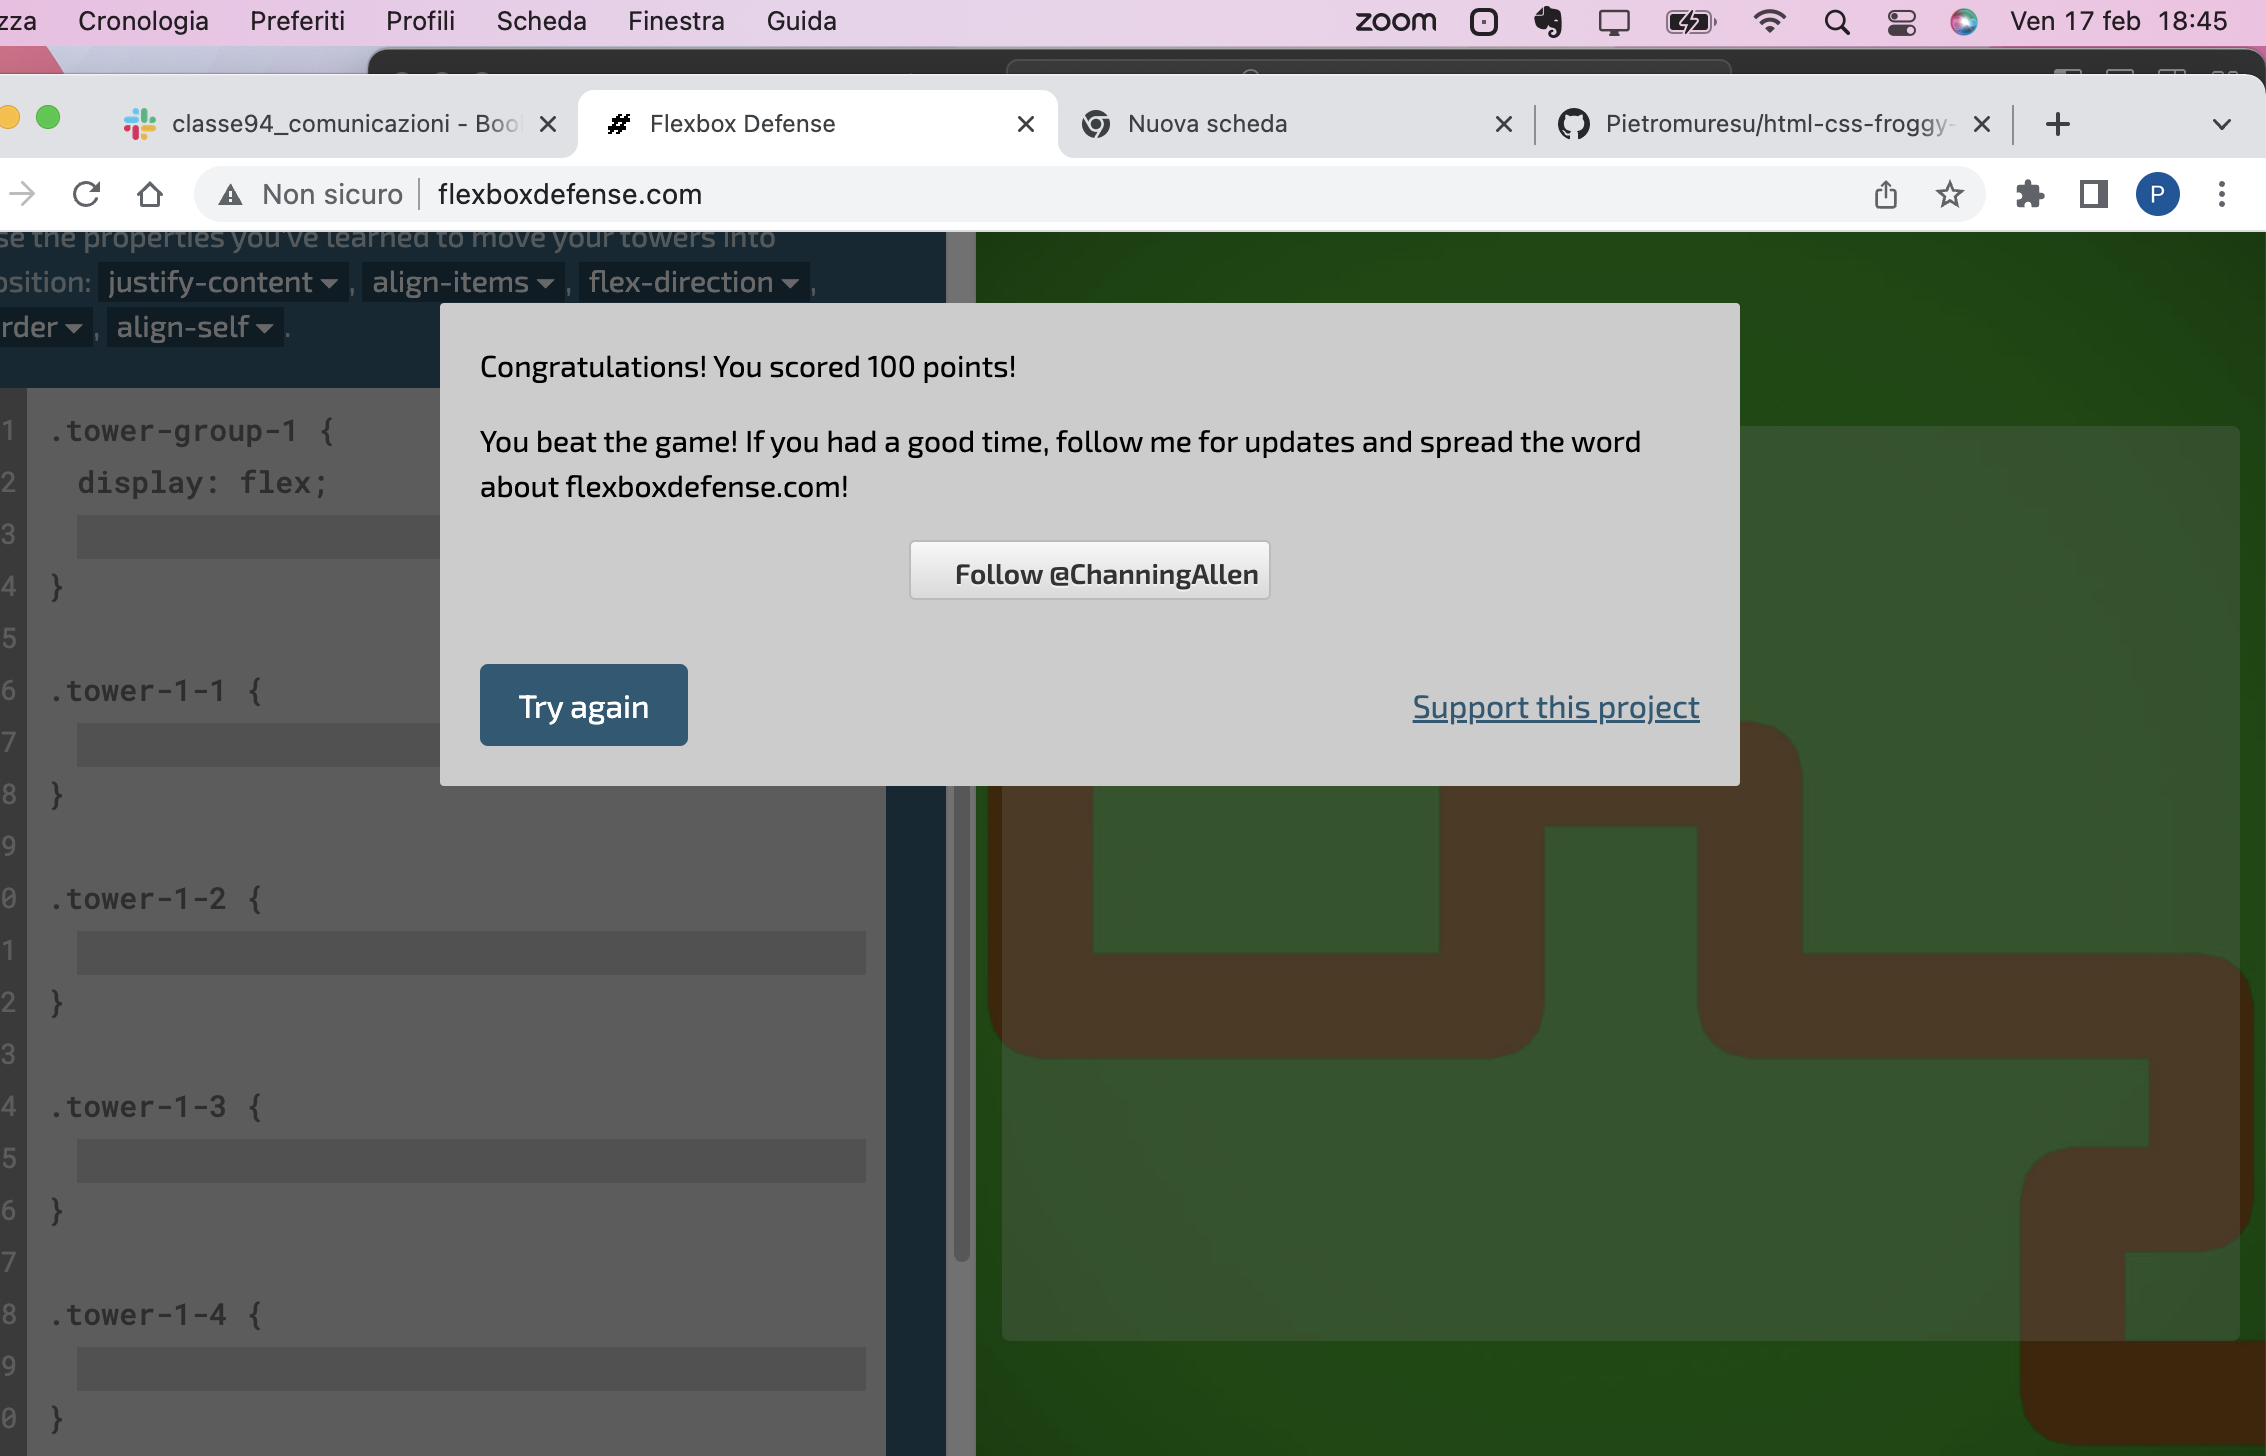 zza Cronologia Preferiti Profili Scheda Finestra Guida zoom Ven 17 feb 18:45
classe94_comunicazioni - Boo Flexbox Defense Nuova scheda Pietromuresu/html-css-froggy-
Non sicuro flexboxdefense.com P
se the properties you've learned to move your towers into
osition: justify-content, align-items, flex-direction,
rder, align-self.
Congratulations! You scored 100 points!
You beat the game! If you had a good time, follow me for updates and spread the word
about flexboxdefense.com!
Follow @ChanningAllen
Try again Support this project
1 .tower-group-1 {
2 display: flex;
3
4 }
5
6 .tower-1-1 {
7
8 }
9
0 .tower-1-2 {
1
2 }
3
4 .tower-1-3 {
5
6 }
7
8 .tower-1-4 {
9
0 }